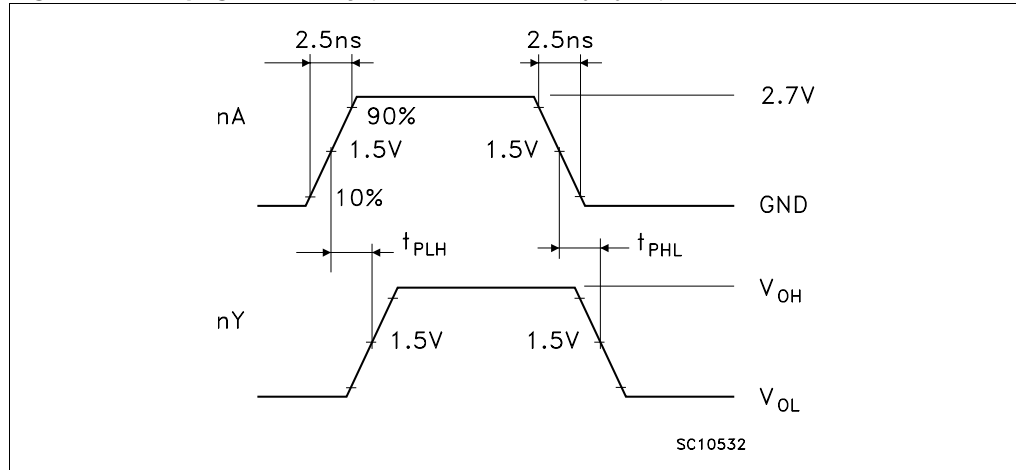 2.5ns 2.5ns
2.7V
nA 90%
1.5V 1.5V
10% GND
tPLH tPHL
VOH
nY
1.5V 1.5V
VOL
SC10532